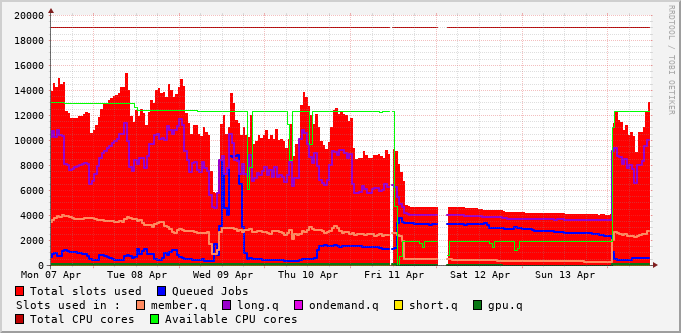 20000
18000
16000
14000
12000
10000
8000
6000
4000
2000
0
Mon 07 Apr Tue 08 Apr Wed 09 Apr Thu 10 Apr Fri 11 Apr Sat 12 Apr Sun 13 Apr
Total slots used Queued Jobs
Slots used in : member.q long.q ondemand.q short.q gpu.q
Total CPU cores Available CPU cores
RRDTOOL / TOBI OETIKER